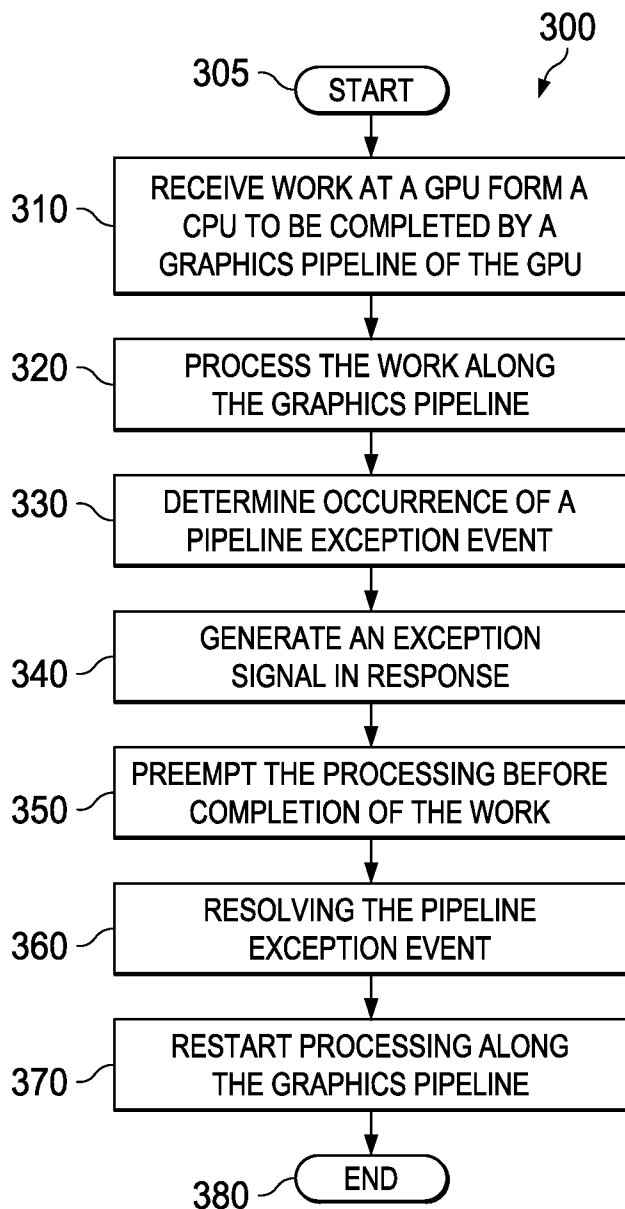 300
305
START
310
RECEIVE WORK AT A GPU FORM A
CPU TO BE COMPLETED BY A
GRAPHICS PIPELINE OF THE GPU
320
PROCESS THE WORK ALONG
THE GRAPHICS PIPELINE
330
DETERMINE OCCURRENCE OF A
PIPELINE EXCEPTION EVENT
340
GENERATE AN EXCEPTION
SIGNAL IN RESPONSE
350
PREEMPT THE PROCESSING BEFORE
COMPLETION OF THE WORK
360
RESOLVING THE PIPELINE
EXCEPTION EVENT
370
RESTART PROCESSING ALONG
THE GRAPHICS PIPELINE
380
END